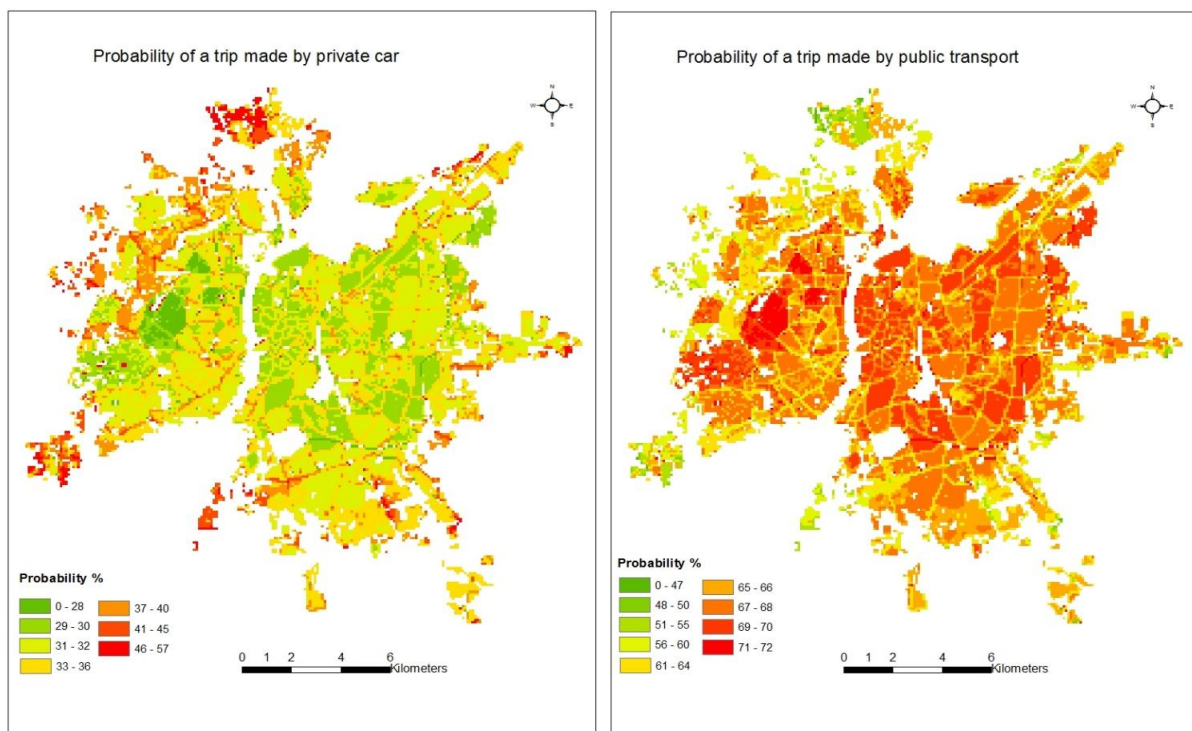 Probability of a trip made by private car
N
W E
S
Probability %
0 - 28
29 - 30
31 - 32
33 - 36
37 - 40
41 - 45
46 - 57
0 1 2 4 6
Kilometers
Probability of a trip made by public transport
N
W E
S
Probability %
0 - 47
48 - 50
51 - 55
56 - 60
61 - 64
65 - 66
67 - 68
69 - 70
71 - 72
0 1 2 4 6
Kilometers